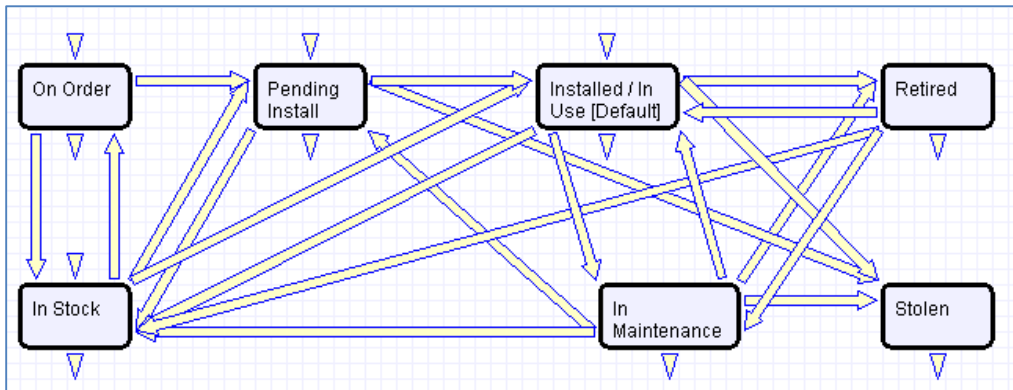 On Order
Pending
Install
Installed / In
Use [Default]
Retired
In Stock
In
Maintenance
Stolen